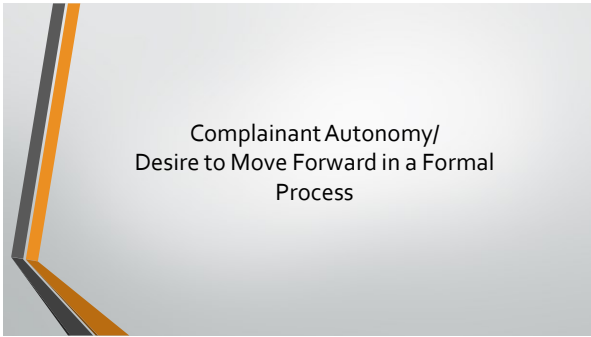 Complainant Autonomy/
Desire to Move Forward in a Formal
Process